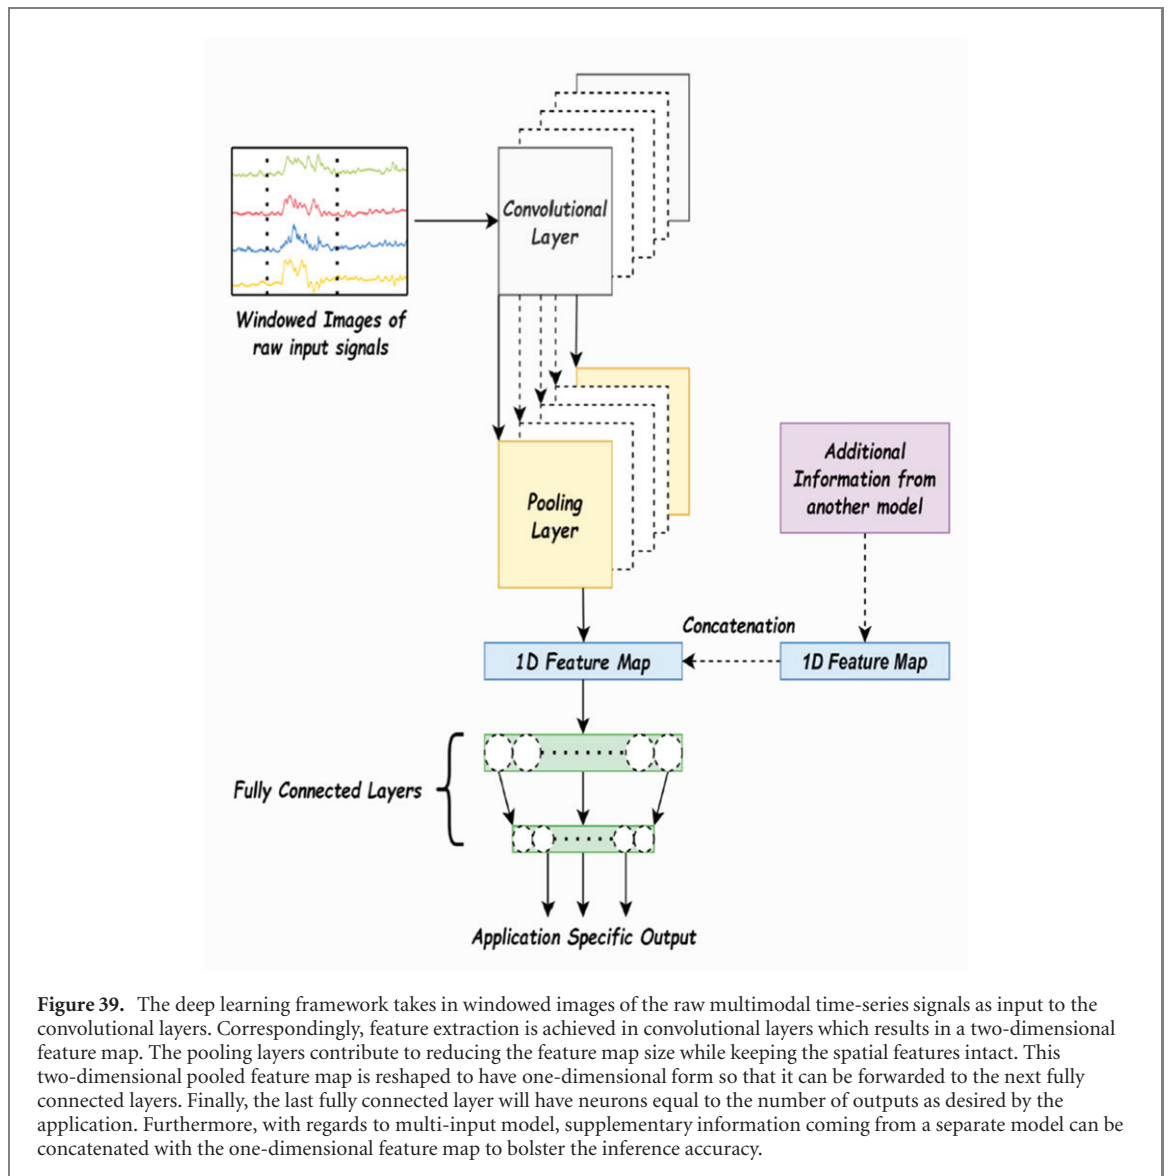 Convolutional
Layer
Windowed Images of
raw input signals
Additional
Information from
another model
Pooling
Layer
Concatenation
1D Feature Map
1D Feature Map
Fully Connected Layers
Application Specific Output
Figure 39. The deep learning framework takes in windowed images of the raw multimodal time-series signals as input to the
convolutional layers. Correspondingly, feature extraction is achieved in convolutional layers which results in a two-dimensional
feature map. The pooling layers contribute to reducing the feature map size while keeping the spatial features intact. This
two-dimensional pooled feature map is reshaped to have one-dimensional form so that it can be forwarded to the next fully
connected layers. Finally, the last fully connected layer will have neurons equal to the number of outputs as desired by the
application. Furthermore, with regards to multi-input model, supplementary information coming from a separate model can be
concatenated with the one-dimensional feature map to bolster the inference accuracy.